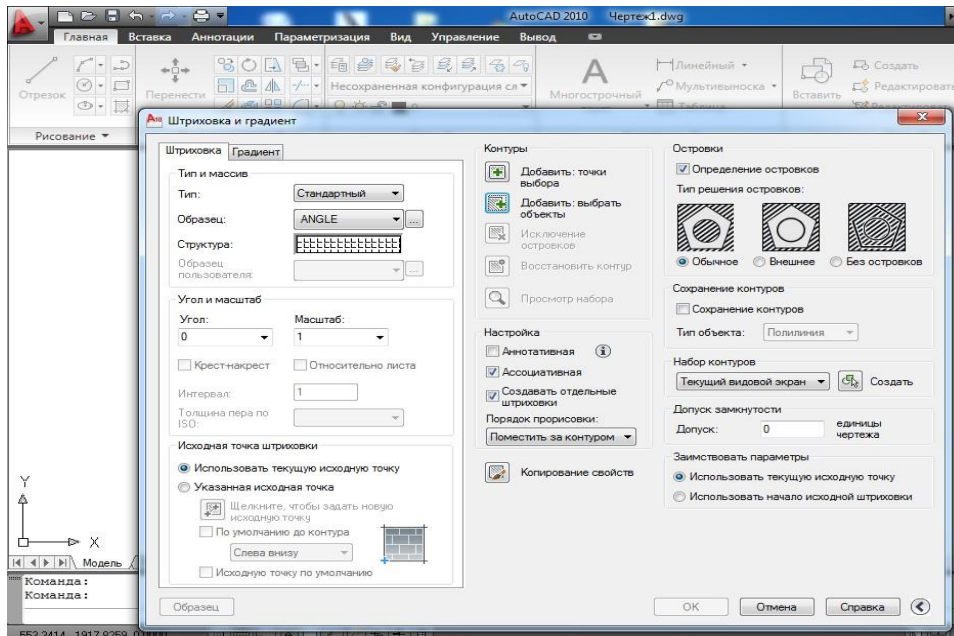 AutoCAD 2010 Чертеж1.dwg
Главная Вставка Аннотации Параметризация Вид Управление Вывод
Отрезок
Рисование
Перенести
Несохраненная конфигурация сл
Многострочный
Линейный
Мультивыноска
Таблица
Вставить
Создать
Редактировать
Штриховка и градиент
Штриховка Градиент
Тип и массив
Тип: Стандартный
Образец: ANGLE ...
Структура:
Образец
пользователя: ...
Угол и масштаб
Угол: Масштаб:
0 1
Крест-накрест Относительно листа
Интервал: 1
Толщина пера по
ISO:
Исходная точка штриховки
Использовать текущую исходную точку
Указанная исходная точка
Щелкните, чтобы задать новую
исходную точку
По умолчанию до контура
Слева внизу
Исходную точку по умолчанию
Образец
Контуры
Добавить: точки
выбора
Добавить: выбрать
объекты
Исключение
островков
Восстановить контур
Просмотр набора
Настройка
Аннотативная
Ассоциативная
Создавать отдельные
штриховки
Порядок прорисовки:
Поместить за контуром
Копирование свойств
Островки
Определение островков
Тип решения островков:
Обычное Внешнее Без островков
Сохранение контуров
Сохранение контуров
Тип объекта: Полилиния
Набор контуров
Текущий видовой экран Создать
Допуск замкнутости
Допуск: 0 единицы
чертежа
Заимствовать параметры
Использовать текущую исходную точку
Использовать начало исходной штриховки
OK Отмена Справка
Y
X
Модель
Команда:
Команда: